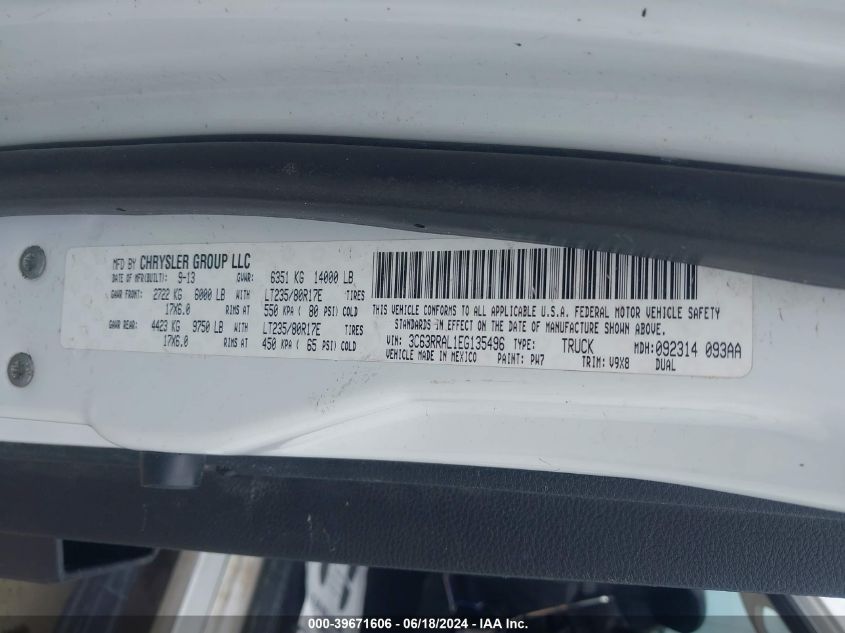 MFD BY CHRYSLER GROUP LLC
DATE OF MFR(BUILT): 9-13 GVWR: 6351 KG 14000 LB
GAWR FRONT: 2722 KG 6000 LB WITH LT235/80R17E TIRES
17X6.0 RIMS AT 550 KPA ( 80 PSI) COLD
GAWR REAR: 4423 KG 9750 LB WITH LT235/80R17E TIRES
17X6.0 RIMS AT 450 KPA ( 65 PSI) COLD
THIS VEHICLE CONFORMS TO ALL APPLICABLE U.S.A. FEDERAL MOTOR VEHICLE SAFETY
STANDARDS IN EFFECT ON THE DATE OF MANUFACTURE SHOWN ABOVE.
VIN: 3C63RRAL1EG135496 TYPE: TRUCK MDH: 092314 093AA
VEHICLE MADE IN MEXICO PAINT: PW7 TRIM: V9X8 DUAL
000-39671606 - 06/18/2024 - IAA Inc.